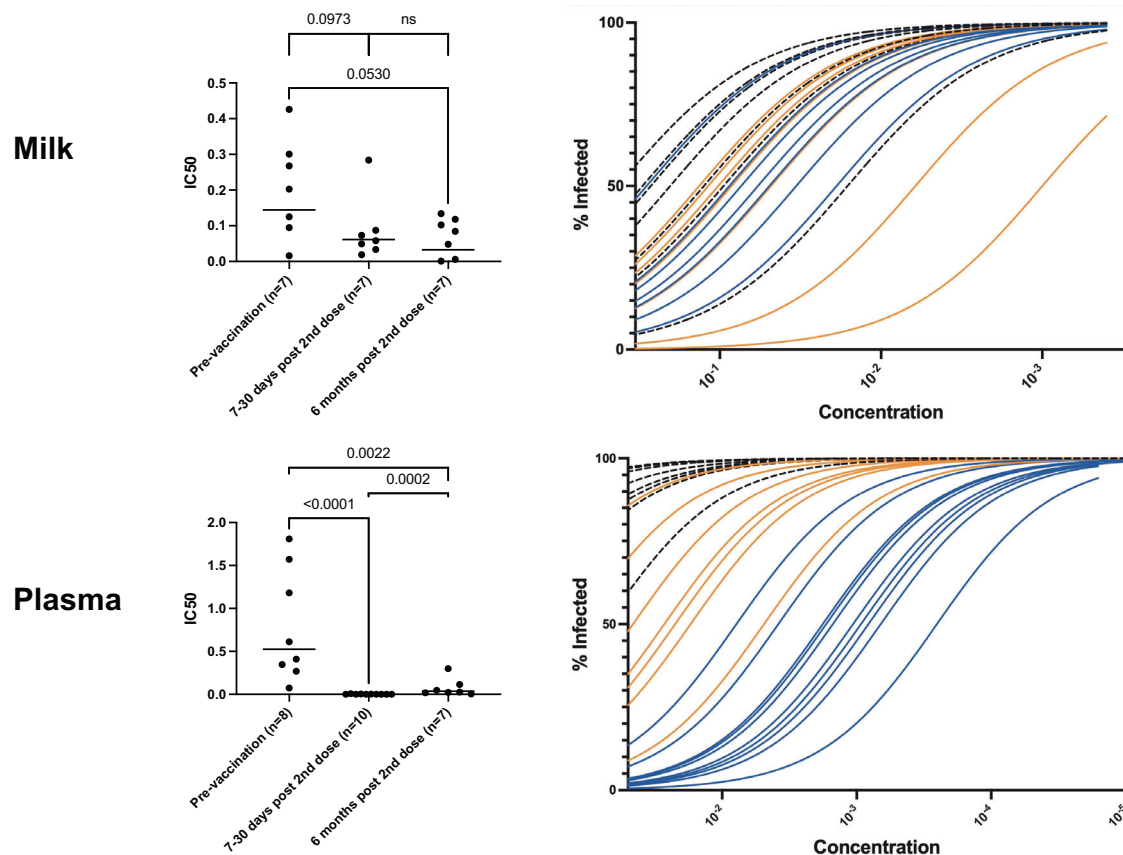 Milk
0.0973
ns
0.0530
IC50
0.5
0.4
0.3
0.2
0.1
0.0
Pre-vaccination (n=7)
7-30 days post 2nd dose (n=7)
6 months post 2nd dose (n=7)
% Infected
100
50
0
10-1
10-2
10-3
Concentration
Plasma
0.0022
0.0002
<0.0001
IC50
2.0
1.5
1.0
0.5
0.0
Pre-vaccination (n=8)
7-30 days post 2nd dose (n=10)
6 months post 2nd dose (n=7)
% Infected
100
50
0
10-2
10-3
10-4
10-5
Concentration